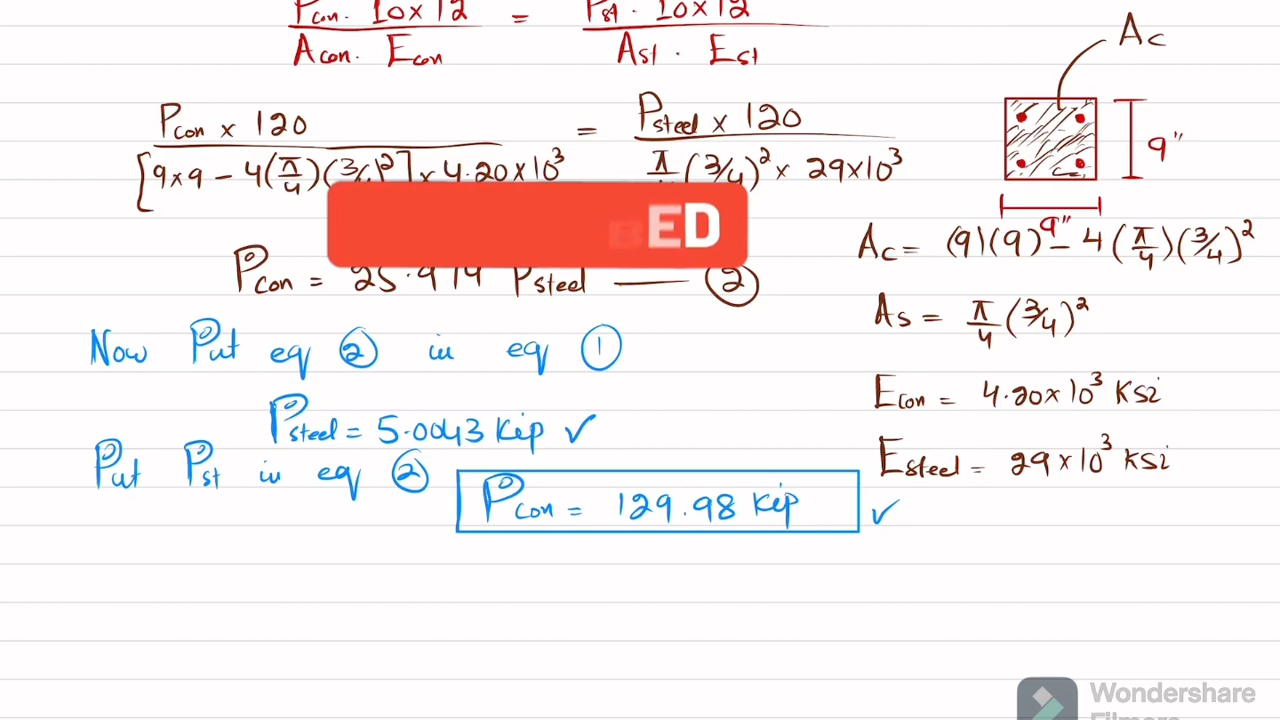 Pcon. 10×12 / Acon. Econ = Pst. 10×12 / Ast. Est
Ac
Pcon × 120 / [9×9 - 4(π/4)(3/4)²] × 4.20×10³ = Psteel × 120 / π/4 (3/4)² × 29×10³
9"
9"
ED
Ac = (9)(9) - 4(π/4)(3/4)²
Pcon = 25.974 Psteel —— ②
As = π/4 (3/4)²
Now Put eq ② in eq ①
Econ = 4.20×10³ Ksi
Psteel = 5.0043 Kip ✓
Esteel = 29×10³ Ksi
Put Pst in eq ②
Pcon = 129.98 Kip ✓
Wondershare